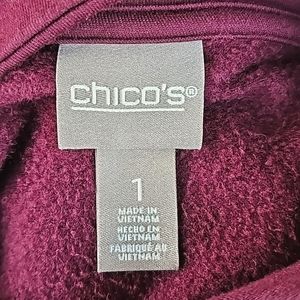 chico's®
1
MADE IN
VIETNAM
HECHO EN
VIETNAM
FABRIQUÉ AU
VIETNAM